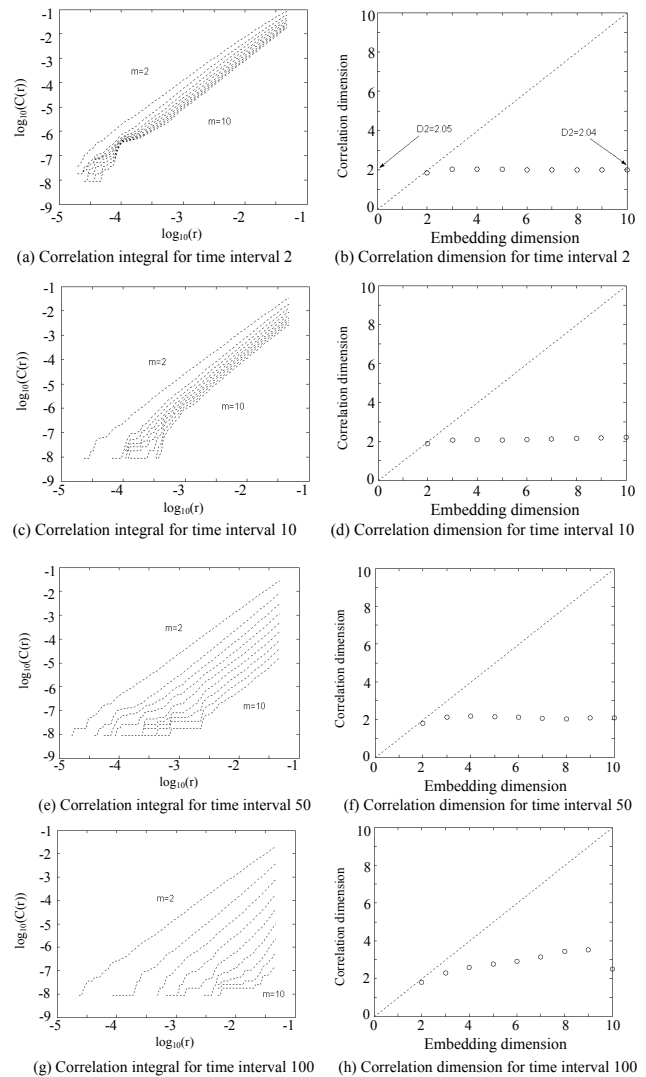 -1
-2
-3
-4
-5
-6
-7
-8
-9
log10(C(r))
m=2
m=10
-5 -4 -3 -2 -1
log10(r)
(a) Correlation integral for time interval 2
10
8
6
4
2
0
Correlation dimension
D2=2.05
D2=2.04
0 2 4 6 8 10
Embedding dimension
(b) Correlation dimension for time interval 2
-1
-2
-3
-4
-5
-6
-7
-8
-9
log10(C(r))
m=2
m=10
-5 -4 -3 -2 -1
log10(r)
(c) Correlation integral for time interval 10
10
8
6
4
2
0
Correlation dimension
0 2 4 6 8 10
Embedding dimension
(d) Correlation dimension for time interval 10
-1
-2
-3
-4
-5
-6
-7
-8
-9
log10(C(r))
m=2
m=10
-5 -4 -3 -2 -1
log10(r)
(e) Correlation integral for time interval 50
10
8
6
4
2
0
Correlation dimension
0 2 4 6 8 10
Embedding dimension
(f) Correlation dimension for time interval 50
-1
-2
-3
-4
-5
-6
-7
-8
-9
log10(C(r))
m=2
m=10
-5 -4 -3 -2 -1
log10(r)
(g) Correlation integral for time interval 100
10
8
6
4
2
0
Correlation dimension
0 2 4 6 8 10
Embedding dimension
(h) Correlation dimension for time interval 100